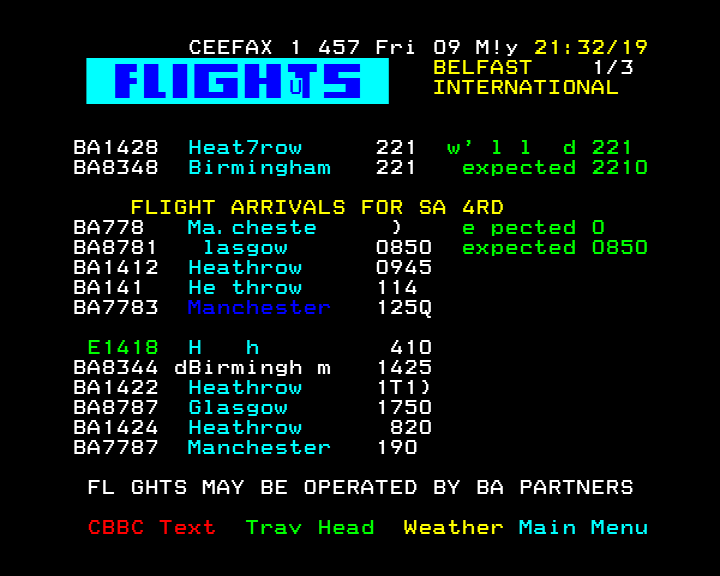 CEEFAX 1 457 Fri 09 M!y 21:32/19
FLIGHTS BELFAST 1/3
INTERNATIONAL
BA1428 Heat7row 221 w' l l d 221
BA8348 Birmingham 221 expected 2210
FLIGHT ARRIVALS FOR SA 4RD
BA778 Ma.cheste ) e pected 0
BA8781 lasgow 0850 expected 0850
BA1412 Heathrow 0945
BA141 He throw 114
BA7783 Manchester 125Q
E1418 H h 410
BA8344 dBirmingh m 1425
BA1422 Heathrow 1T1)
BA8787 Glasgow 1750
BA1424 Heathrow 820
BA7787 Manchester 190
FL GHTS MAY BE OPERATED BY BA PARTNERS
CBBC Text Trav Head Weather Main Menu